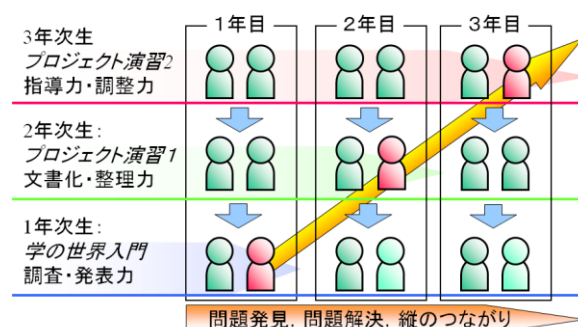 1年目
2年目
3年目
3年次生
プロジェクト演習2
指導力・調整力
2年次生:
プロジェクト演習1
文書化・整理力
1年次生:
学の世界入門
調査・発表力
問題発見，問題解決，縦のつながり